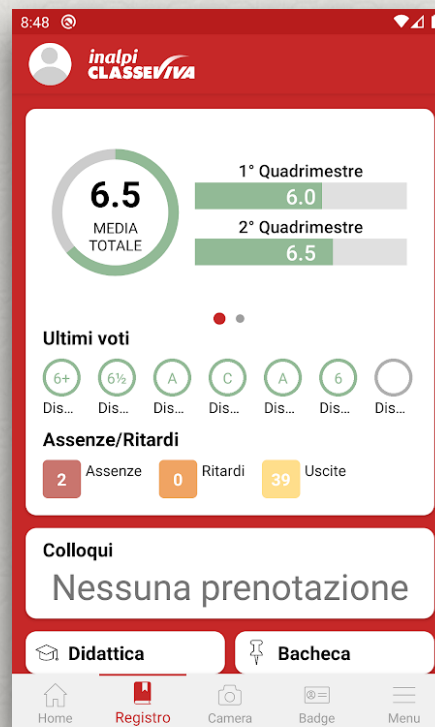 8:48
inalpi
CLASSEVIVA
6.5
MEDIA
TOTALE
1° Quadrimestre
6.0
2° Quadrimestre
6.5
Ultimi voti
6+ 6½ A C A 6
Dis... Dis... Dis... Dis... Dis... Dis... Dis...
Assenze/Ritardi
2 Assenze 0 Ritardi 39 Uscite
Colloqui
Nessuna prenotazione
Didattica Bacheca
Home Registro Camera Badge Menu